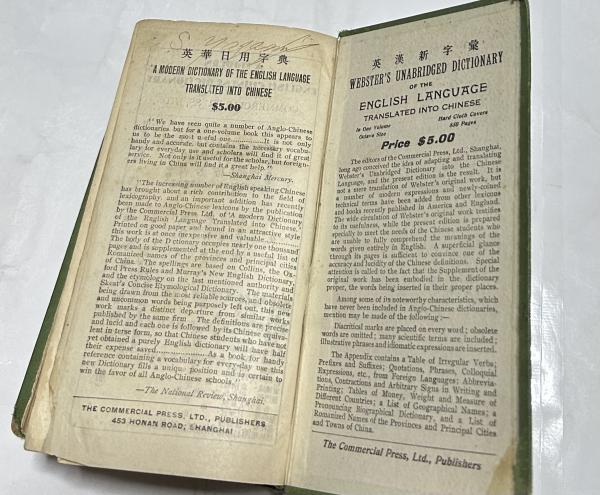 英華日用字典
A MODERN DICTIONARY OF THE ENGLISH LANGUAGE
TRANSLATED INTO CHINESE
$5.00
"We have seen quite a number of Anglo-Chinese
dictionaries but for a one-volume book this appears to
us to be the most useful one..............It is not only
handy and accurate, but contains the necessary vocabu-
lary for everyday use and scholars will find it of great
service. Not only is it useful for the scholar, but foreign-
ers living in China will find it a great help."
—Shanghai Mercury.
"The increasing number of English speaking Chinese
has brought about a rich contribution to the field of
lexicography, and an important addition has recently
been made to Anglo-Chinese lexicons by the publication
by the Commercial Press Ltd., of 'A modern Dictionary
of the English Language Translated into Chinese.'
Printed on good paper and bound in an attractive style
this work is at once inexpensive and valuable..............
The body of the Dictionary occupies nearly one thousand
pages and is supplemented at the end by a useful list of
Romanized names of the provinces and principal cities
of China. The spellings are based on Collins, the Ox-
ford Press Rules and Murray's New English Dictionary,
and the etymology on the last mentioned authority and
Skeat's Concise Etymological Dictionary. The materials
being drawn from the most reliable sources, and obsolete
and uncommon words being purposely left out, this new
work marks a distinct departure from similar works
published by the same firm. The definitions are precise
and lucid and each one is followed by its Chinese equiva-
lent in terse form, so that Chinese students who have not
yet obtained a purely English dictionary will have half
their expense saved..............As a book for handy
reference containing a vocabulary for every-day use this
new Dictionary fills a unique position and is certain to
win the favor of all Anglo-Chinese schools."
—The National Review, Shanghai.
THE COMMERCIAL PRESS, LTD., PUBLISHERS
453 HONAN ROAD, SHANGHAI
英漢新字彙
WEBSTER'S UNABRIDGED DICTIONARY
OF THE
ENGLISH LANGUAGE
TRANSLATED INTO CHINESE
In One Volume Hard Cloth Covers
Octavo Size 550 Pages
Price $5.00
The editors of the Commercial Press, Ltd., Shanghai,
long ago conceived the idea of adapting and translating
Webster's Unabridged Dictionary into the Chinese
Language, and the present edition is the result. It is
not a mere translation of Webster's original work, but
a number of modern expressions and newly-coined
technical terms have been added from other lexicons
and books recently published in America and England.
The wide circulation of Webster's original work testifies
to its usefulness, while the present edition is prepared
specially to meet the needs of the Chinese students who
are unable to fully comprehend the meanings of the
words given entirely in English. A superficial glance
through its pages is sufficient to convince one of the
accuracy and lucidity of the Chinese definitions. Special
attention is called to the fact that the Supplement of the
original work has been embodied in the dictionary
proper, the words being inserted in their proper places.
Among some of its noteworthy characteristics, which
have never been included in Anglo-Chinese dictionaries,
mention may be made of the following:—
Diacritical marks are placed on every word; obsolete
words are omitted; many scientific terms are included;
illustrative phrases and idiomatic expressions are inserted.
The Appendix contains a Table of Irregular Verbs;
Prefixes and Suffixes; Quotations, Phrases, Colloquial
Expressions, etc., from Foreign Languages; Abbrevia-
tions, Contractions and Arbitrary Signs in Writing and
Printing; Tables of Money, Weight and Measure of
Different Countries; a List of Geographical Names; a
Pronouncing Biographical Dictionary, and a List of
Romanized Names of the Provinces and Principal Cities
and Towns of China.
The Commercial Press, Ltd., Publishers